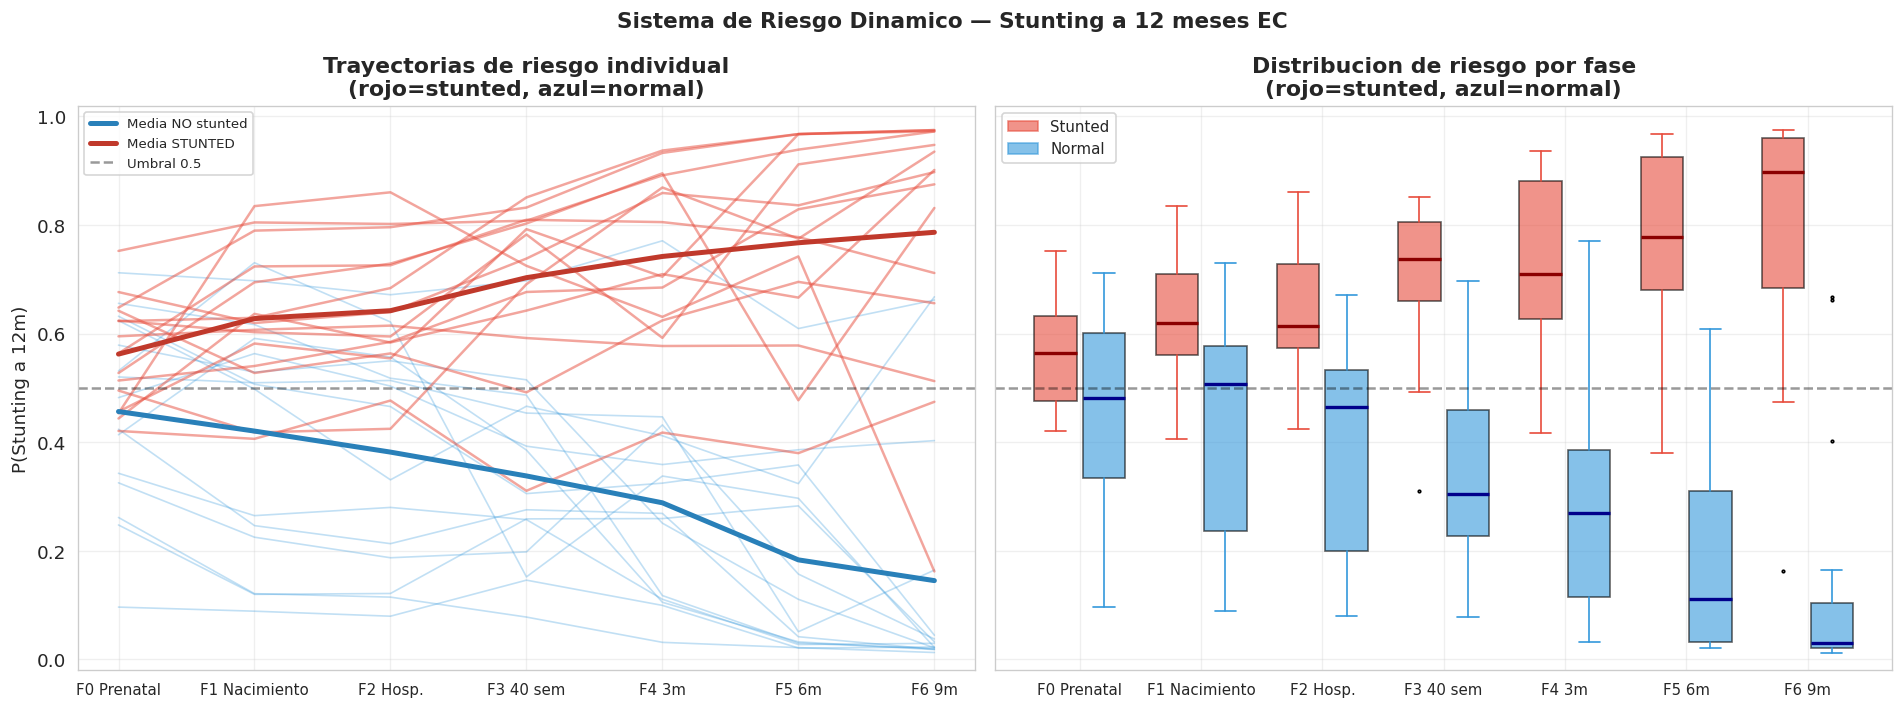 Sistema de Riesgo Dinamico — Stunting a 12 meses EC
Trayectorias de riesgo individual
(rojo=stunted, azul=normal)
Media NO stunted
Media STUNTED
Umbral 0.5
P(Stunting a 12m)
1.0
0.8
0.6
0.4
0.2
0.0
F0 Prenatal
F1 Nacimiento
F2 Hosp.
F3 40 sem
F4 3m
F5 6m
F6 9m
Distribucion de riesgo por fase
(rojo=stunted, azul=normal)
Stunted
Normal
F0 Prenatal
F1 Nacimiento
F2 Hosp.
F3 40 sem
F4 3m
F5 6m
F6 9m